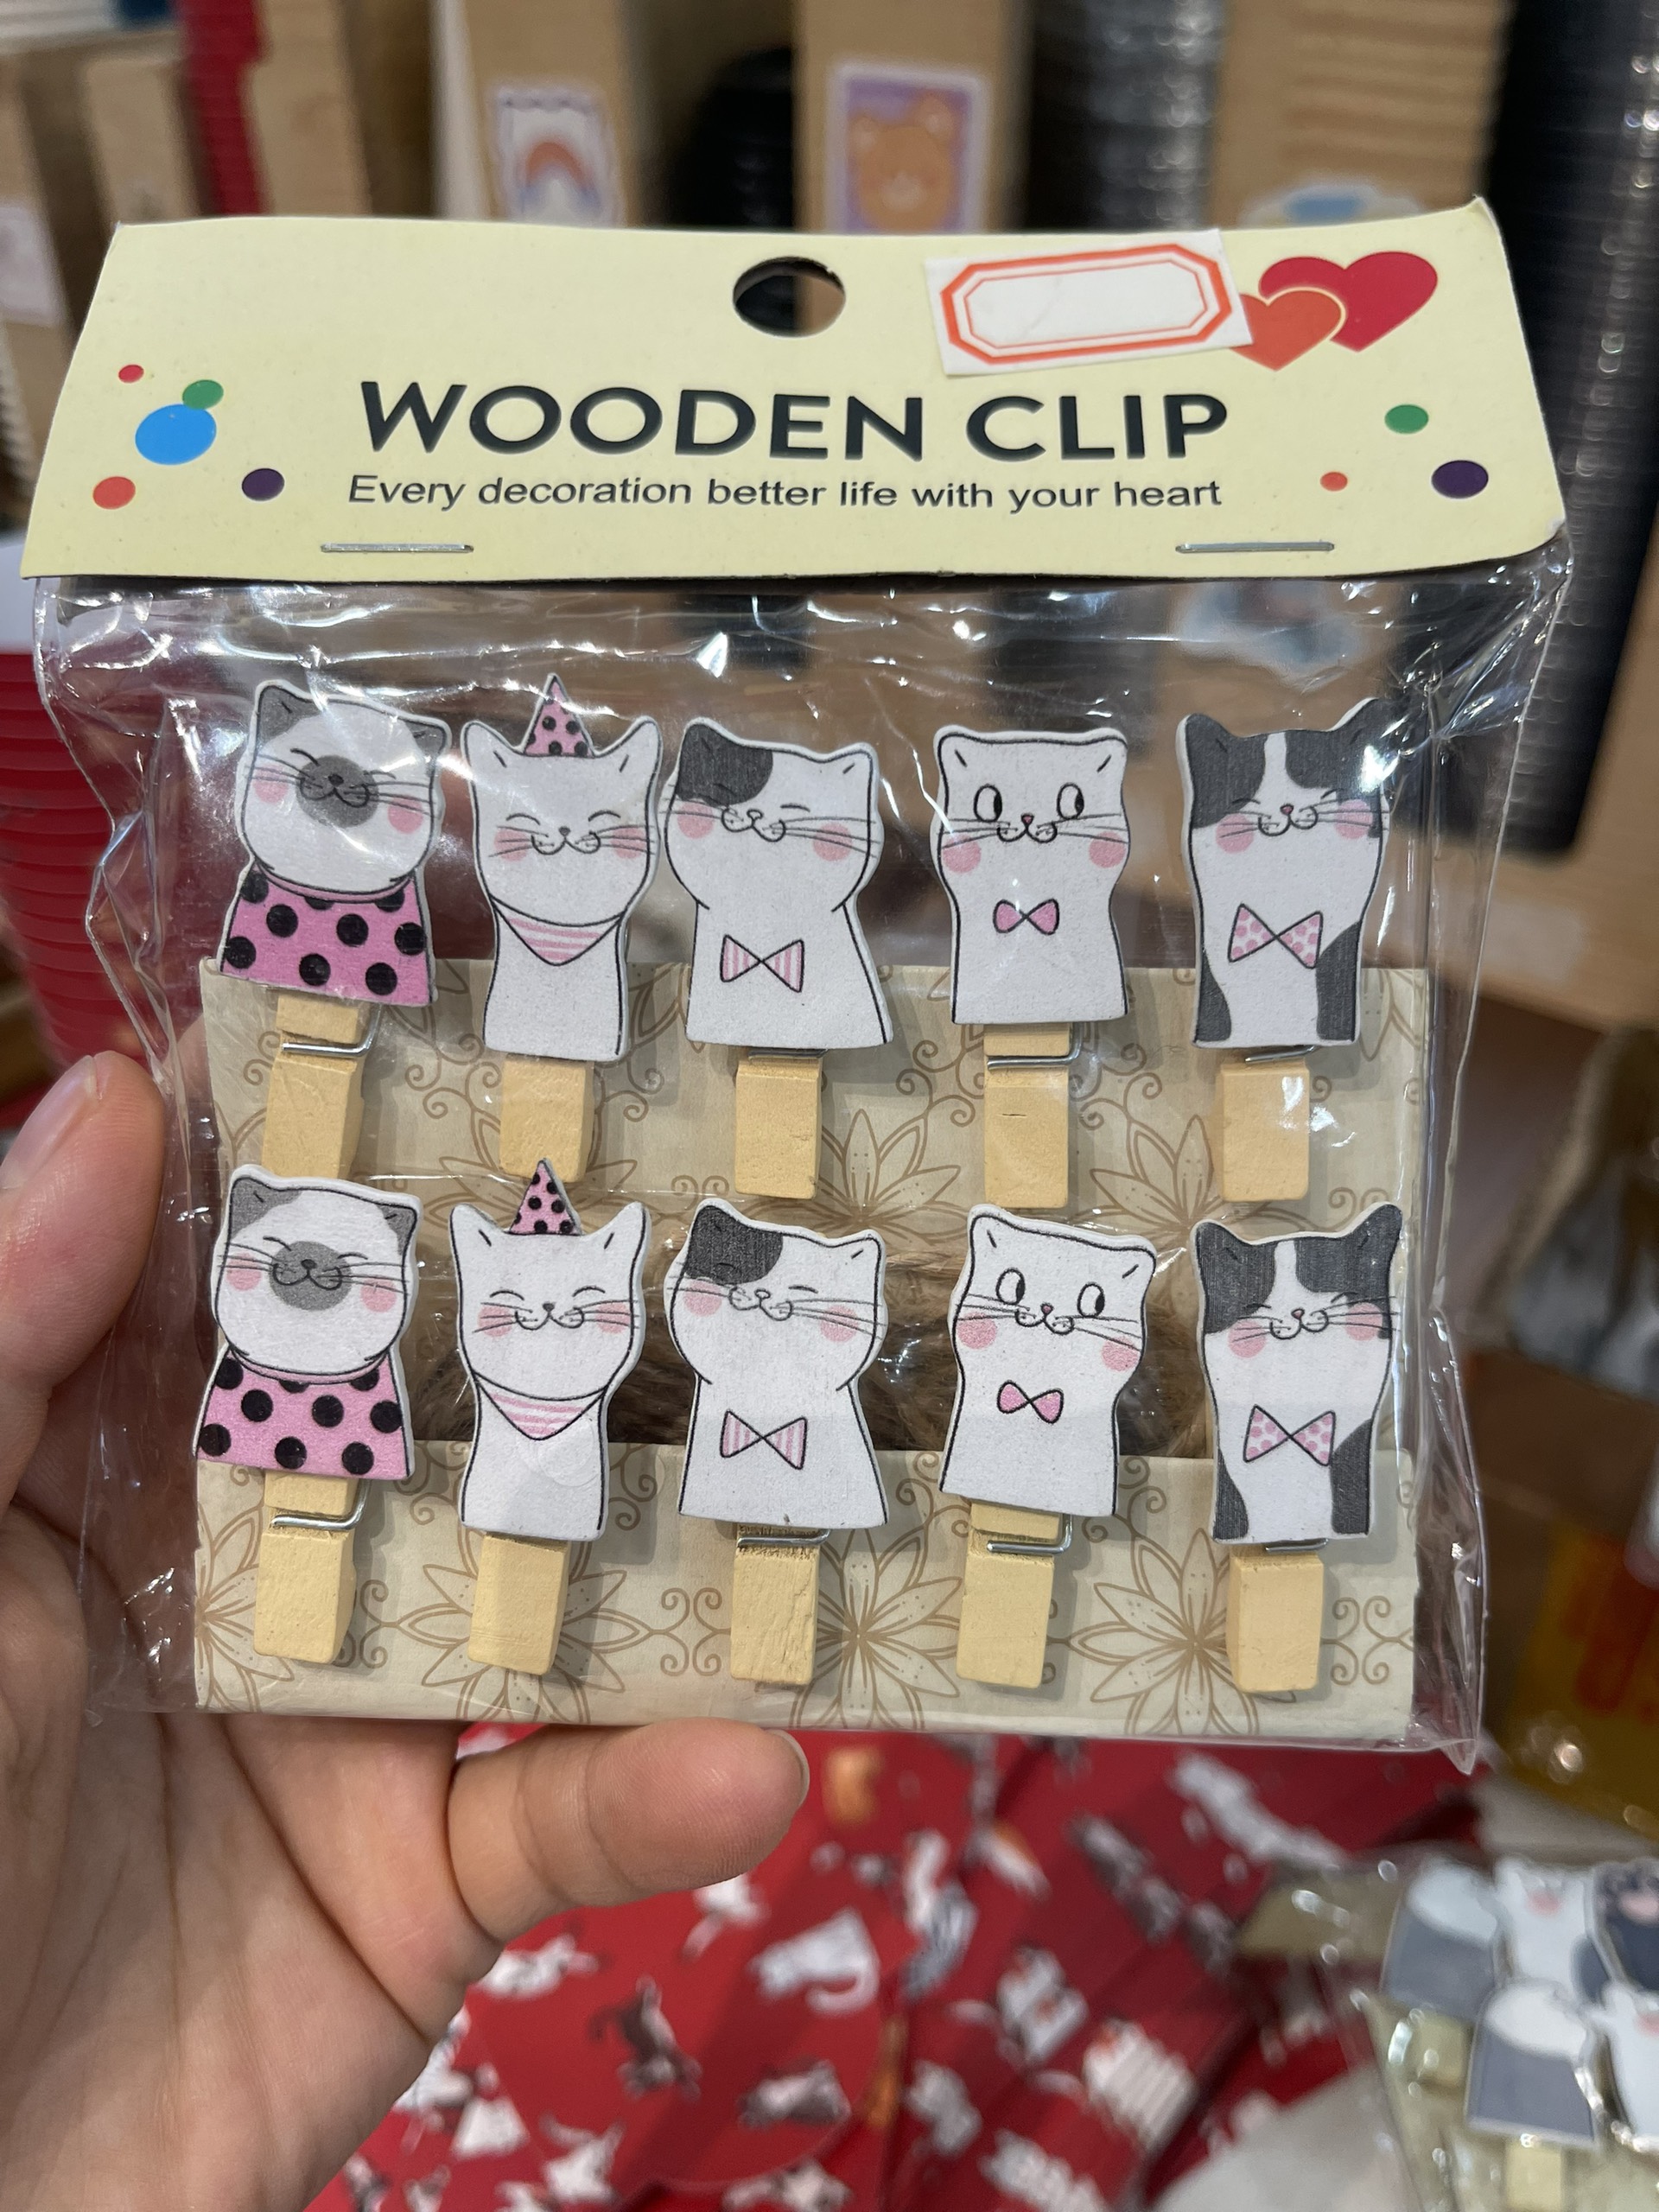 WOODEN CLIP
Every decoration better life with your heart